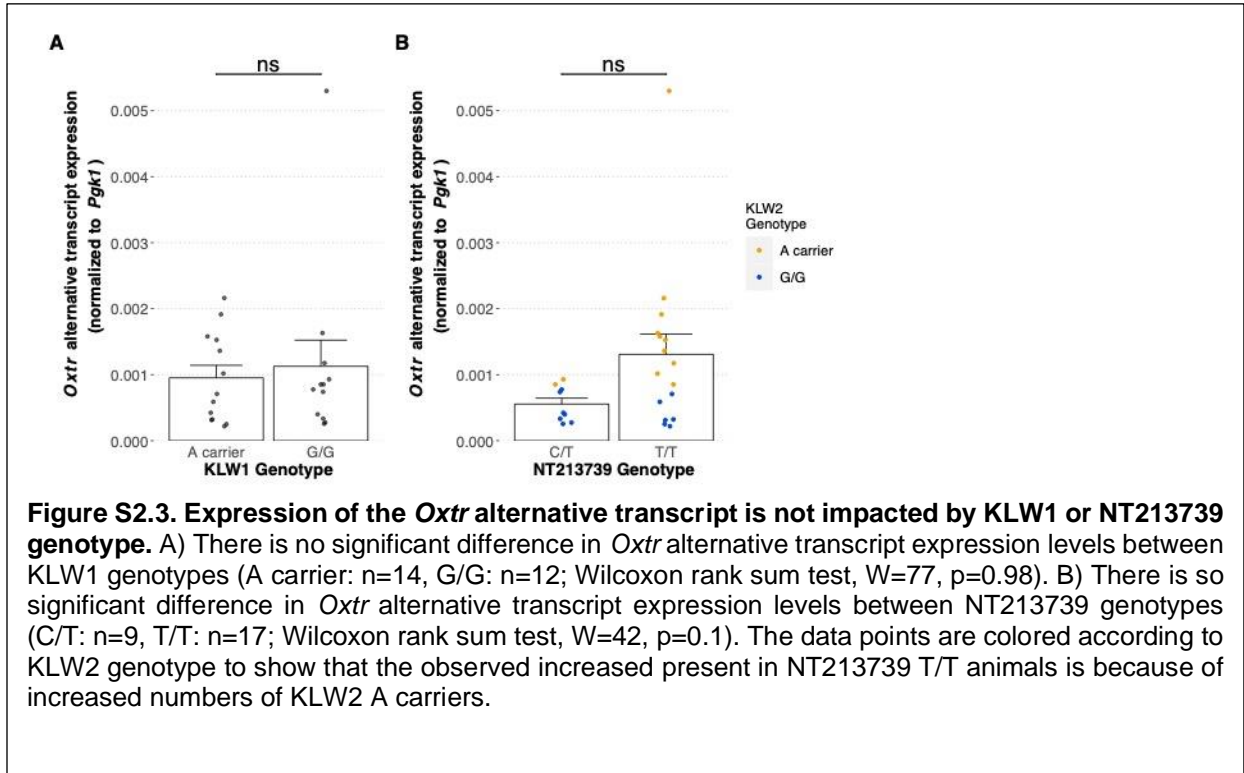 A
B
ns
ns
Oxtr alternative transcript expression
(normalized to Pgk1 )
0.005
0.004
0.003
0.002
0.001
0.000
A carrier
G/G
KLW1 Genotype
Oxtr alternative transcript expression
(normalized to Pgk1 )
0.005
0.004
0.003
0.002
0.001
0.000
C/T
T/T
NT213739 Genotype
KLW2
Genotype
A carrier
G/G
Figure S2.3. Expression of the Oxtr alternative transcript is not impacted by KLW1 or NT213739
genotype. A) There is no significant difference in Oxtr alternative transcript expression levels between
KLW1 genotypes (A carrier: n=14, G/G: n=12; Wilcoxon rank sum test, W=77, p=0.98). B) There is so
significant difference in Oxtr alternative transcript expression levels between NT213739 genotypes
(C/T: n=9, T/T: n=17; Wilcoxon rank sum test, W=42, p=0.1). The data points are colored according to
KLW2 genotype to show that the observed increased present in NT213739 T/T animals is because of
increased numbers of KLW2 A carriers.